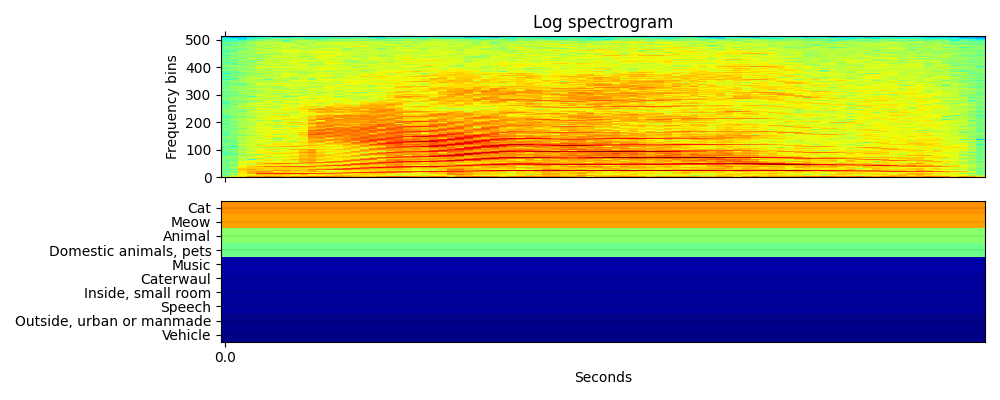 Log spectrogram
500
400
300
200
100
0
Frequency bins
Cat
Meow
Animal
Domestic animals, pets
Music
Caterwaul
Inside, small room
Speech
Outside, urban or manmade
Vehicle
0.0
Seconds